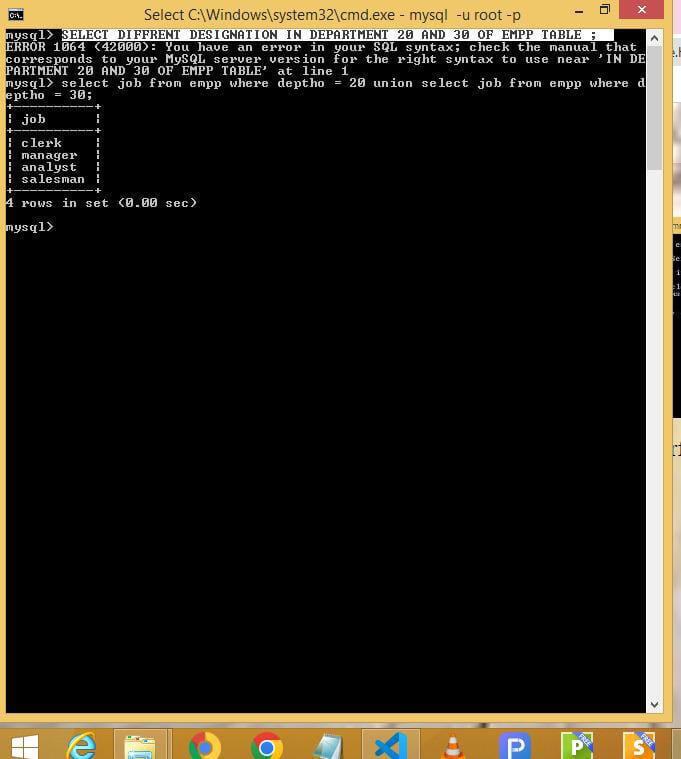 Select C:\Windows\system32\cmd.exe - mysql -u root -p
mysql> SELECT DIFFRENT DESIGNATION IN DEPARTMENT 20 AND 30 OF EMPP TABLE ;
ERROR 1064 (42000): You have an error in your SQL syntax; check the manual that
corresponds to your MySQL server version for the right syntax to use near 'IN DE
PARTMENT 20 AND 30 OF EMPP TABLE' at line 1
mysql> select job from empp where deptho = 20 union select job from empp where d
eptho = 30;
+----------+
| job      |
+----------+
| clerk    |
| manager  |
| analyst  |
| salesman |
+----------+
4 rows in set (0.00 sec)
mysql>